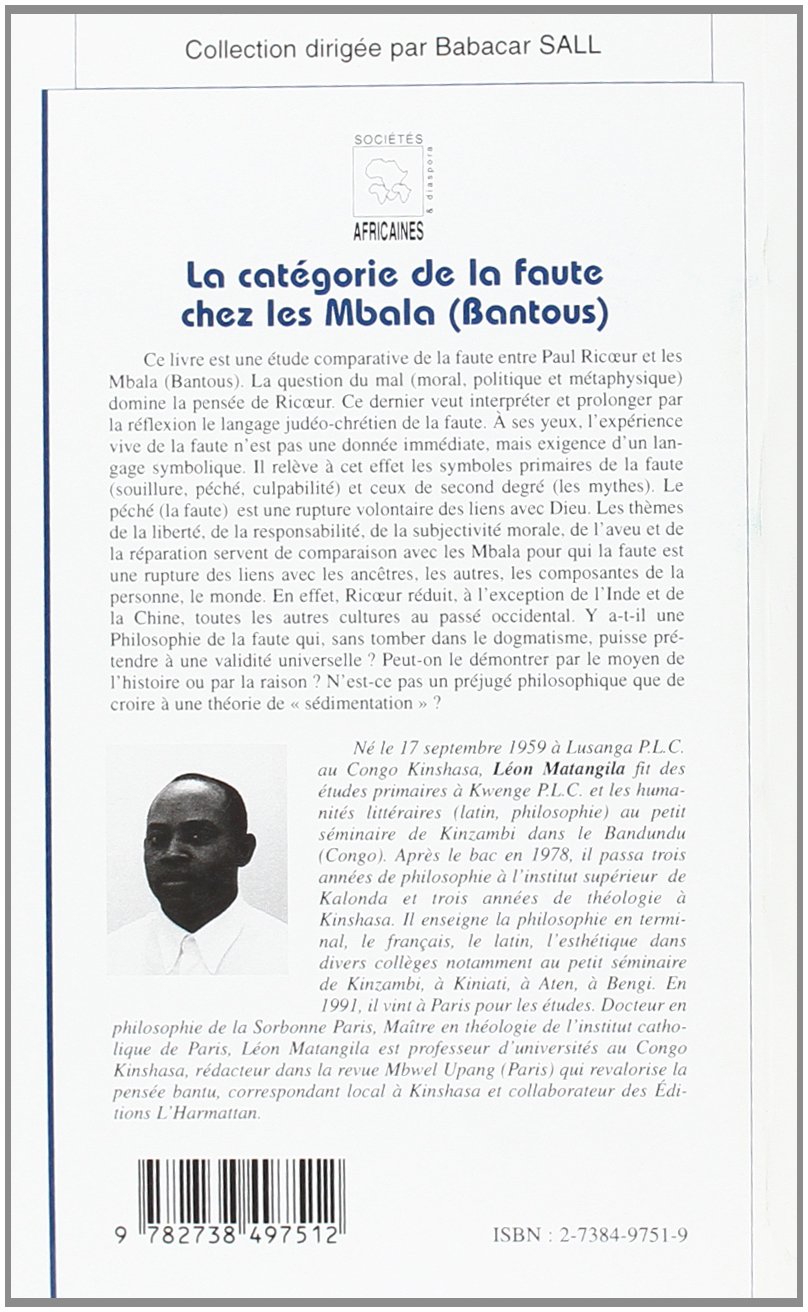 Collection dirigée par Babacar SALL
SOCIÉTÉS
& diaspora
AFRICAINES
La catégorie de la faute
chez les Mbala (Bantous)
Ce livre est une étude comparative de la faute entre Paul Ricœur et les
Mbala (Bantous). La question du mal (moral, politique et métaphysique)
domine la pensée de Ricœur. Ce dernier veut interpréter et prolonger par
la réflexion le langage judéo-chrétien de la faute. À ses yeux, l'expérience
vive de la faute n'est pas une donnée immédiate, mais exigence d'un lan-
gage symbolique. Il relève à cet effet les symboles primaires de la faute
(souillure, péché, culpabilité) et ceux de second degré (les mythes). Le
péché (la faute) est une rupture volontaire des liens avec Dieu. Les thèmes
de la liberté, de la responsabilité, de la subjectivité morale, de l'aveu et de
la réparation servent de comparaison avec les Mbala pour qui la faute est
une rupture des liens avec les ancêtres, les autres, les composantes de la
personne, le monde. En effet, Ricœur réduit, à l'exception de l'Inde et de
la Chine, toutes les autres cultures au passé occidental. Y a-t-il une
Philosophie de la faute qui, sans tomber dans le dogmatisme, puisse pré-
tendre à une validité universelle ? Peut-on le démontrer par le moyen de
l'histoire ou par la raison ? N'est-ce pas un préjugé philosophique que de
croire à une théorie de « sédimentation » ?
Né le 17 septembre 1959 à Lusanga P.L.C.
au Congo Kinshasa, Léon Matangila fit des
études primaires à Kwenge P.L.C. et les huma-
nités littéraires (latin, philosophie) au petit
séminaire de Kinzambi dans le Bandundu
(Congo). Après le bac en 1978, il passa trois
années de philosophie à l'institut supérieur de
Kalonda et trois années de théologie à
Kinshasa. Il enseigne la philosophie en termi-
nal, le français, le latin, l'esthétique dans
divers collèges notamment au petit séminaire
de Kinzambi, à Kiniati, à Aten, à Bengi. En
1991, il vint à Paris pour les études. Docteur en
philosophie de la Sorbonne Paris, Maître en théologie de l'institut catho-
lique de Paris, Léon Matangila est professeur d'universités au Congo
Kinshasa, rédacteur dans la revue Mbwel Upang (Paris) qui revalorise la
pensée bantu, correspondant local à Kinshasa et collaborateur des Édi-
tions L'Harmattan.
9 782738 497512
ISBN : 2-7384-9751-9